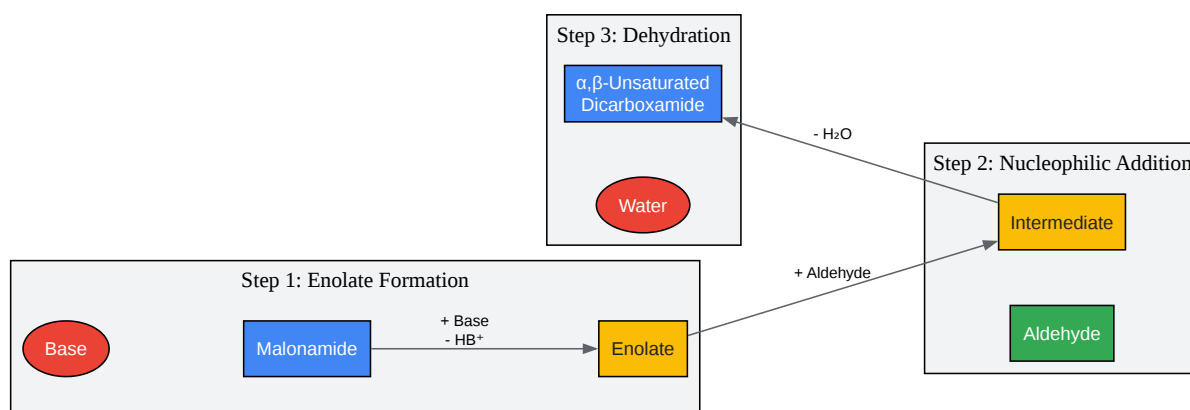 Step 3: Dehydration
α,β-Unsaturated
Dicarboxamide
- H₂O
Water
Step 2: Nucleophilic Addition
Intermediate
+ Aldehyde
Aldehyde
Step 1: Enolate Formation
Base
Malonamide
+ Base
- HB⁺
Enolate